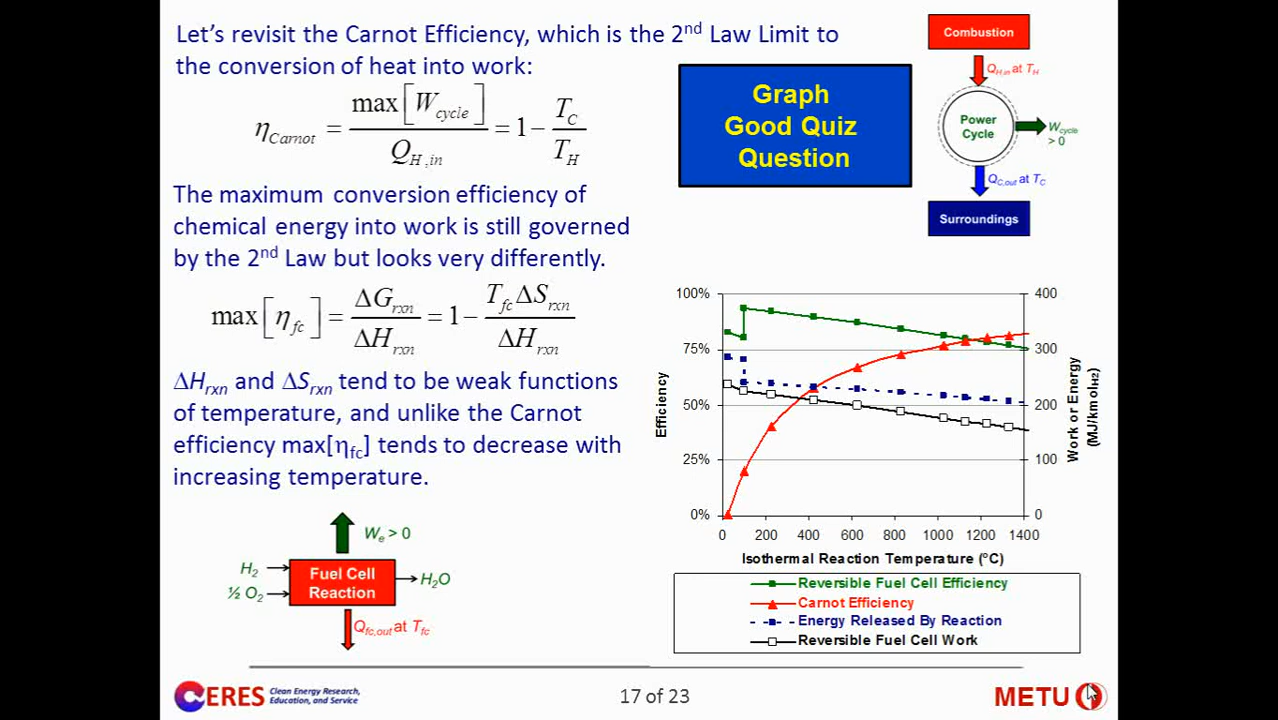 Let's revisit the Carnot Efficiency, which is the 2nd Law Limit to
the conversion of heat into work:
ηCarnot = max[Wcycle] / QH,in = 1 − TC / TH
The maximum conversion efficiency of
chemical energy into work is still governed
by the 2nd Law but looks very differently.
max[ηfc] = ΔGrxn / ΔHrxn = 1 − TfcΔSrxn / ΔHrxn
ΔHrxn and ΔSrxn tend to be weak functions
of temperature, and unlike the Carnot
efficiency max[ηfc] tends to decrease with
increasing temperature.
We > 0
H2
½ O2
Fuel Cell
Reaction
H2O
Qfc,out at Tfc
Graph
Good Quiz
Question
Combustion
QH,in at TH
Power
Cycle
Wcycle
> 0
QC,out at TC
Surroundings
100%
75%
50%
25%
0%
Efficiency
400
300
200
100
0
Work or Energy
(MJ/kmolH2)
0 200 400 600 800 1000 1200 1400
Isothermal Reaction Temperature (°C)
Reversible Fuel Cell Efficiency
Carnot Efficiency
Energy Released By Reaction
Reversible Fuel Cell Work
CERES Clean Energy Research,
Education, and Service
17 of 23
METU